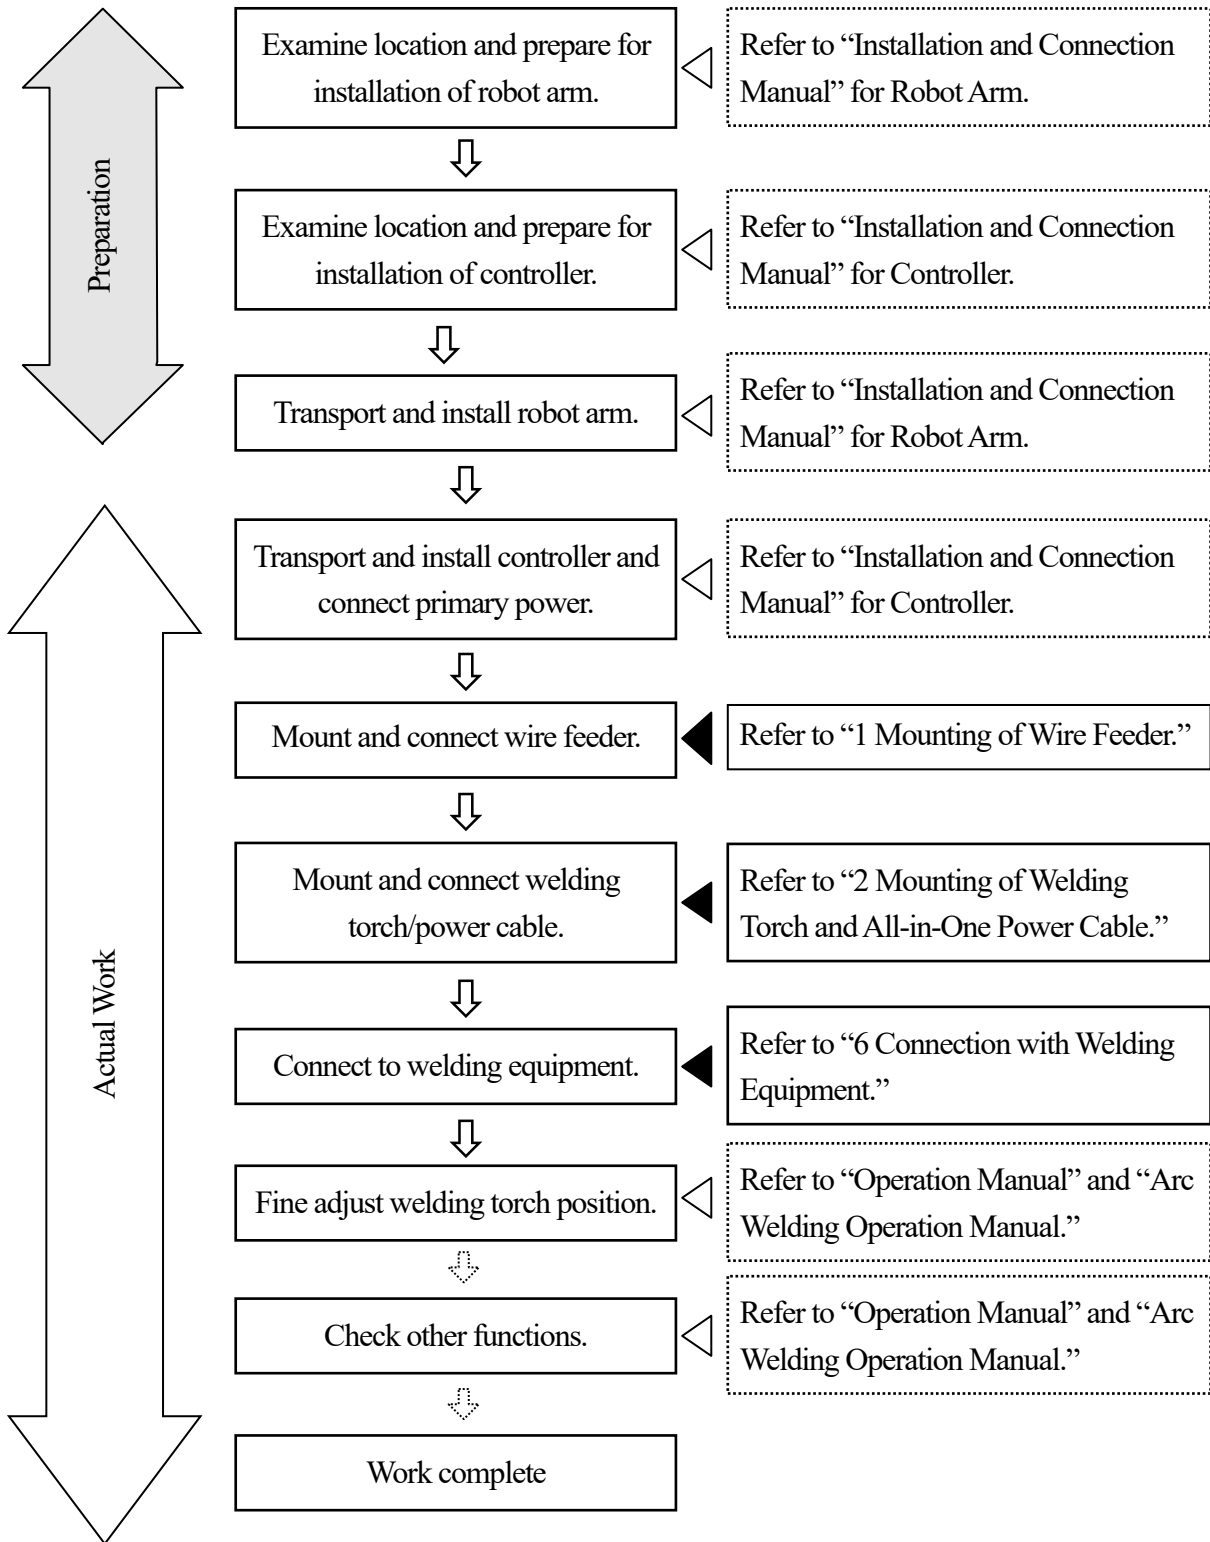 Preparation
Examine location and prepare for
installation of robot arm.
Refer to “Installation and Connection
Manual” for Robot Arm.
Examine location and prepare for
installation of controller.
Refer to “Installation and Connection
Manual” for Controller.
Transport and install robot arm.
Refer to “Installation and Connection
Manual” for Robot Arm.
Actual Work
Transport and install controller and
connect primary power.
Refer to “Installation and Connection
Manual” for Controller.
Mount and connect wire feeder.
Refer to “1 Mounting of Wire Feeder.”
Mount and connect welding
torch/power cable.
Refer to “2 Mounting of Welding
Torch and All-in-One Power Cable.”
Connect to welding equipment.
Refer to “6 Connection with Welding
Equipment.”
Fine adjust welding torch position.
Refer to “Operation Manual” and “Arc
Welding Operation Manual.”
Check other functions.
Refer to “Operation Manual” and “Arc
Welding Operation Manual.”
Work complete